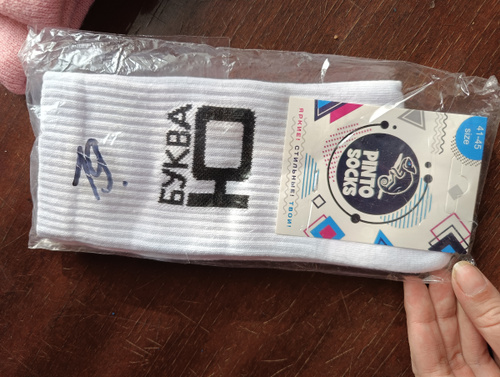 БУКВА
Ю
PINTO
SOCKS
ЯРКИЕ! СТИЛЬНЫЕ! ТВОИ!
41-45
SIZE